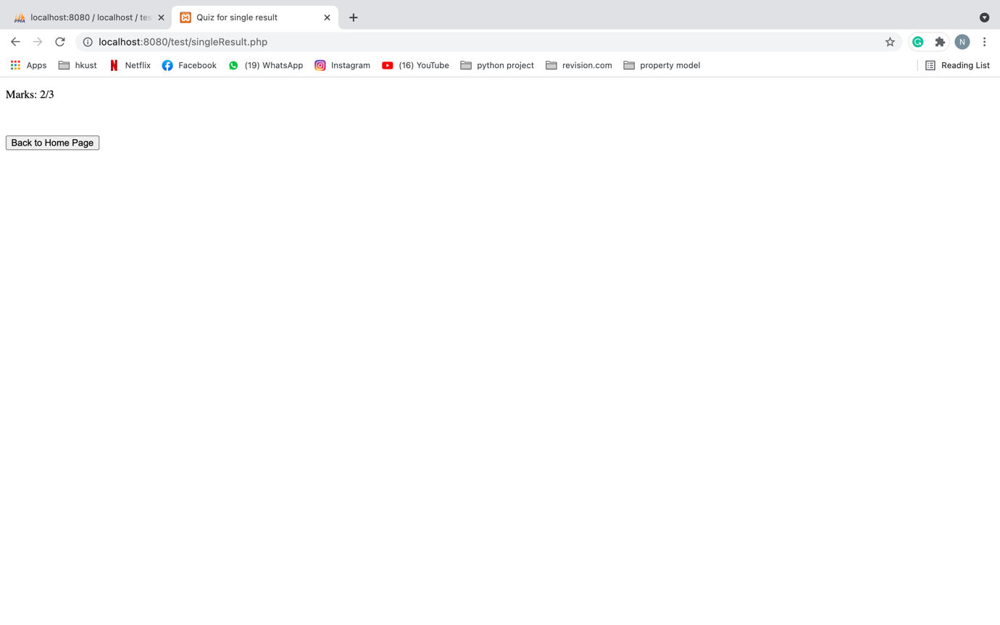 PMA localhost:8080 / localhost / tes Quiz for single result
localhost:8080/test/singleResult.php N
Apps hkust Netflix Facebook (19) WhatsApp Instagram (16) YouTube python project revision.com property model Reading List
Marks: 2/3
Back to Home Page